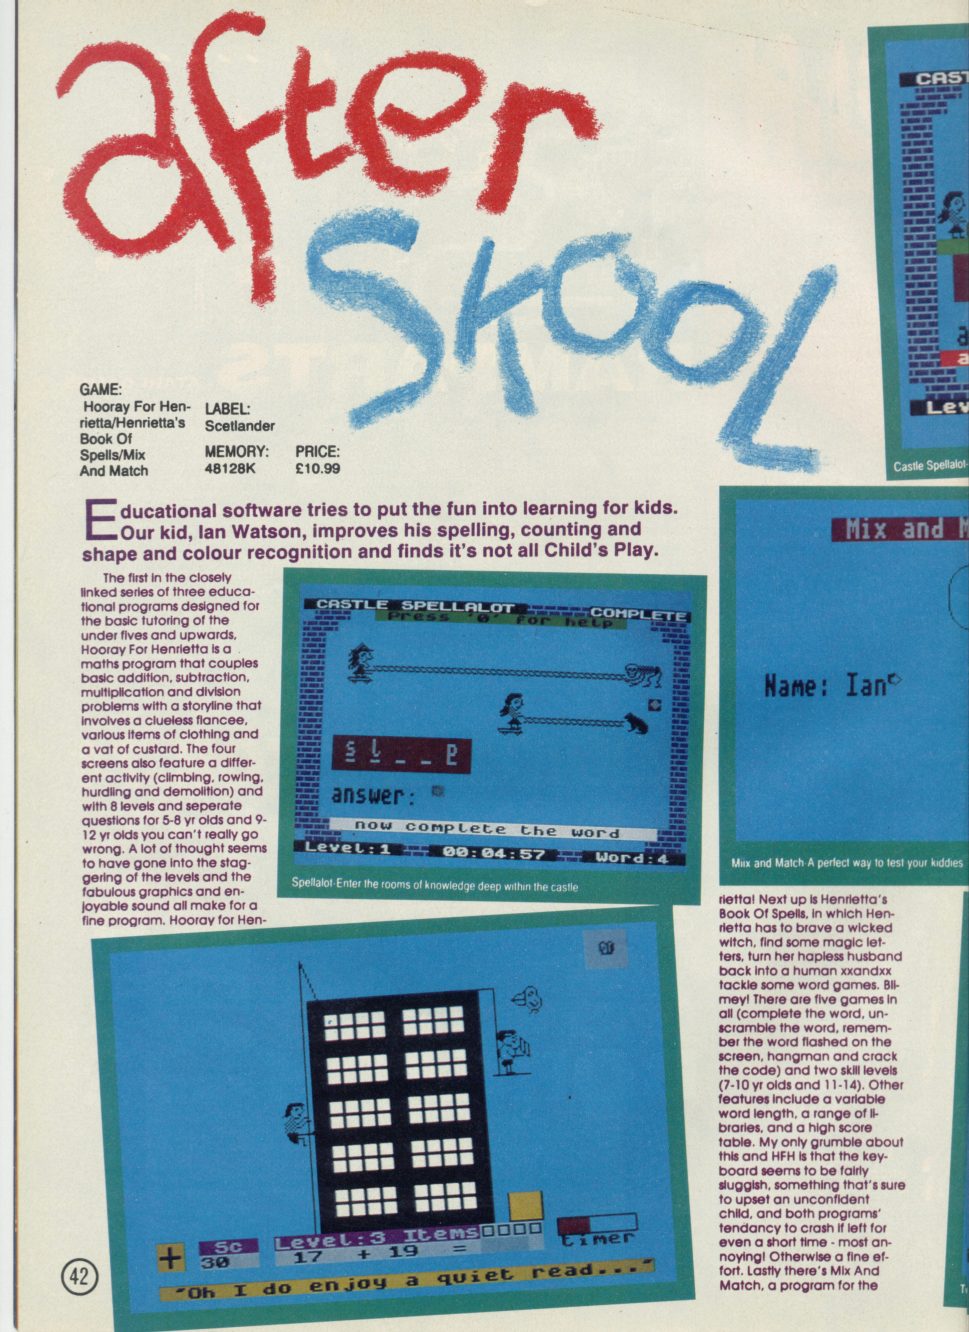 after
SKOOL
GAME:
Hooray For Hen-
rietta/Henrietta's
Book Of
Spells/Mix
And Match
LABEL:
Scetlander
MEMORY:
48128K
PRICE:
£10.99
Educational software tries to put the fun into learning for kids.
Our kid, Ian Watson, improves his spelling, counting and
shape and colour recognition and finds it's not all Child's Play.
The first in the closely
linked series of three educa-
tional programs designed for
the basic tutoring of the
under fives and upwards,
Hooray For Henrietta is a
maths program that couples
basic addition, subtraction,
multiplication and division
problems with a storyline that
involves a clueless fiancee,
various items of clothing and
a vat of custard. The four
screens also feature a differ-
ent activity (climbing, rowing,
hurdling and demolition) and
with 8 levels and seperate
questions for 5-8 yr olds and 9-
12 yr olds you can't really go
wrong. A lot of thought seems
to have gone into the stag-
gering of the levels and the
fabulous graphics and en-
joyable sound all make for a
fine program. Hooray for Hen-
CASTLE SPELLALOT
COMPLETE
Press '0' for help
s l _ _ p
answer:
now complete the word
Level:1 00:04:57 Word:4
Spellalot-Enter the rooms of knowledge deep within the castle
Sc
30
Level:3 Items
17 + 19 =
timer
"Oh I do enjoy a quiet read..."
42
CAST
Lev
Castle Spellalot-
Mix and M
Name: Ian
Miix and Match-A perfect way to test your kiddies
rietta! Next up is Henrietta's
Book Of Spells, in which Hen-
rietta has to brave a wicked
witch, find some magic let-
ters, turn her hapless husband
back into a human xxandxx
tackle some word games. Bli-
mey! There are five games in
all (complete the word, un-
scramble the word, remem-
ber the word flashed on the
screen, hangman and crack
the code) and two skill levels
(7-10 yr olds and 11-14). Other
features include a variable
word length, a range of li-
braries, and a high score
table. My only grumble about
this and HFH is that the key-
board seems to be fairly
sluggish, something that's sure
to upset an unconfident
child, and both programs'
tendancy to crash if left for
even a short time - most an-
noying! Otherwise a fine ef-
fort. Lastly there's Mix And
Match, a program for the